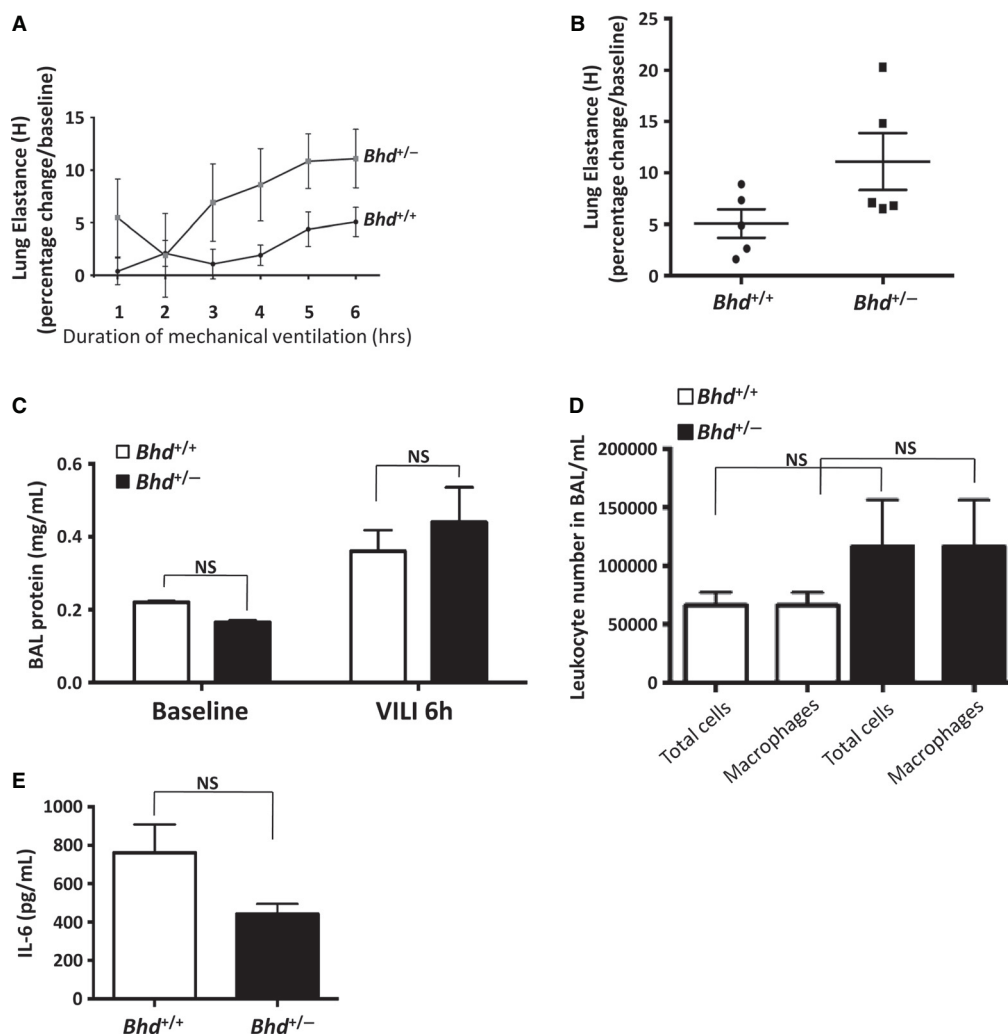 A
Lung Elastance (H)
(percentage change/baseline)
15
10
5
0
Bhd+/−
Bhd+/+
1 2 3 4 5 6
Duration of mechanical ventilation (hrs)
B
Lung Elastance (H)
(percentage change/baseline)
25
20
15
10
5
0
Bhd+/+ Bhd+/−
C
Bhd+/+
Bhd+/−
BAL protein (mg/mL)
0.6
0.4
0.2
0.0
NS
NS
Baseline VILI 6h
D
Bhd+/+
Bhd+/−
Leukocyte number in BAL/mL
200000
150000
100000
50000
0
NS NS
Total cells
Macrophages
Total cells
Macrophages
E
IL-6 (pg/mL)
1000
800
600
400
200
0
NS
Bhd+/+ Bhd+/−